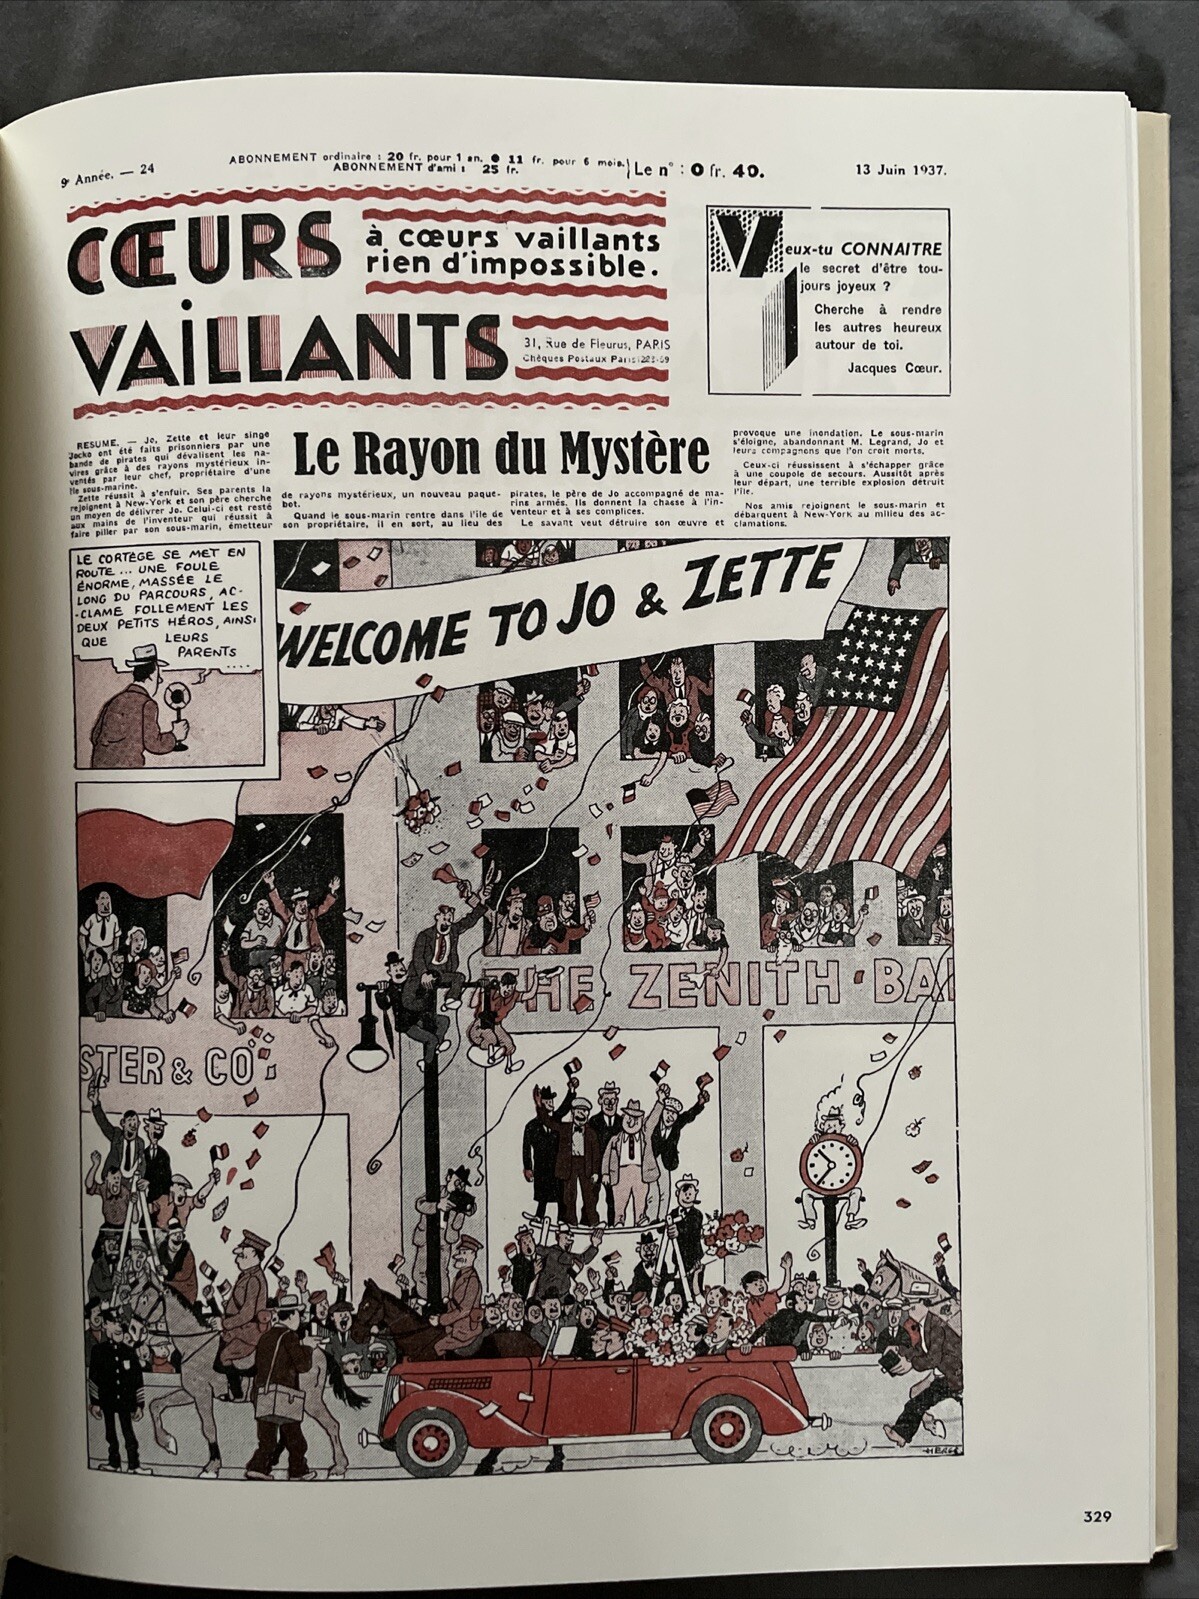 9e Année. — 24
ABONNEMENT ordinaire : 20 fr. pour 1 an. ● 11 fr. pour 6 mois.
ABONNEMENT d'ami : 25 fr.
Le n° : 0 fr. 40.
13 Juin 1937.
CŒURS
VAiLLANTS
à cœurs vaillants
rien d'impossible.
31, Rue de Fleurus, PARIS
Chèques Postaux Paris 1223-59
Veux-tu CONNAITRE
le secret d'être tou-
jours joyeux ?
Cherche à rendre
les autres heureux
autour de toi.
Jacques Cœur.
Le Rayon du Mystère
RESUME. — Jo, Zette et leur singe
Jocko ont été faits prisonniers par une
bande de pirates qui dévalisent les na-
vires grâce à des rayons mystérieux in-
ventés par leur chef, propriétaire d'une
île sous-marine.
Zette réussit à s'enfuir. Ses parents la
rejoignent à New-York et son père cherche
un moyen de délivrer Jo. Celui-ci est resté
aux mains de l'inventeur qui réussit à
faire piller par son sous-marin, émetteur
de rayons mystérieux, un nouveau paque-
bot.
Quand le sous-marin rentre dans l'île de
son propriétaire, il en sort, au lieu des
pirates, le père de Jo accompagné de ma-
rins armés. Ils donnent la chasse à l'in-
venteur et à ses complices.
Le savant veut détruire son œuvre et
provoque une inondation. Le sous-marin
s'éloigne, abandonnant M. Legrand, Jo et
leurs compagnons que l'on croit morts.
Ceux-ci réussissent à s'échapper grâce
à une coupole de secours. Aussitôt après
leur départ, une terrible explosion détruit
l'île.
Nos amis rejoignent le sous-marin et
débarquent à New-York au milieu des ac-
clamations.
LE CORTÈGE SE MET EN
ROUTE... UNE FOULE
ÉNORME, MASSÉE LE
LONG DU PARCOURS, AC-
-CLAME FOLLEMENT LES
DEUX PETITS HÉROS, AINSI
QUE LEURS
PARENTS
....
WELCOME TO JO & ZETTE
THE ZENITH · BA
STER & CO
HERGÉ
329